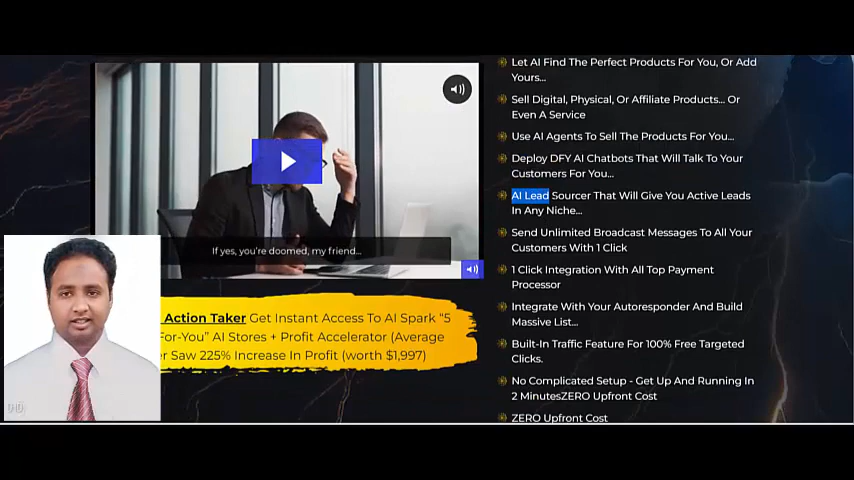 If yes, you're doomed, my friend...
Action Taker Get Instant Access To AI Spark "5
For-You" AI Stores + Profit Accelerator (Average
r Saw 225% Increase In Profit (worth $1,997)
Let AI Find The Perfect Products For You, Or Add
Yours...
Sell Digital, Physical, Or Affiliate Products... Or
Even A Service
Use AI Agents To Sell The Products For You...
Deploy DFY AI Chatbots That Will Talk To Your
Customers For You...
AI Lead Sourcer That Will Give You Active Leads
In Any Niche...
Send Unlimited Broadcast Messages To All Your
Customers With 1 Click
1 Click Integration With All Top Payment
Processor
Integrate With Your Autoresponder And Build
Massive List...
Built-In Traffic Feature For 100% Free Targeted
Clicks.
No Complicated Setup - Get Up And Running In
2 MinutesZERO Upfront Cost
ZERO Upfront Cost